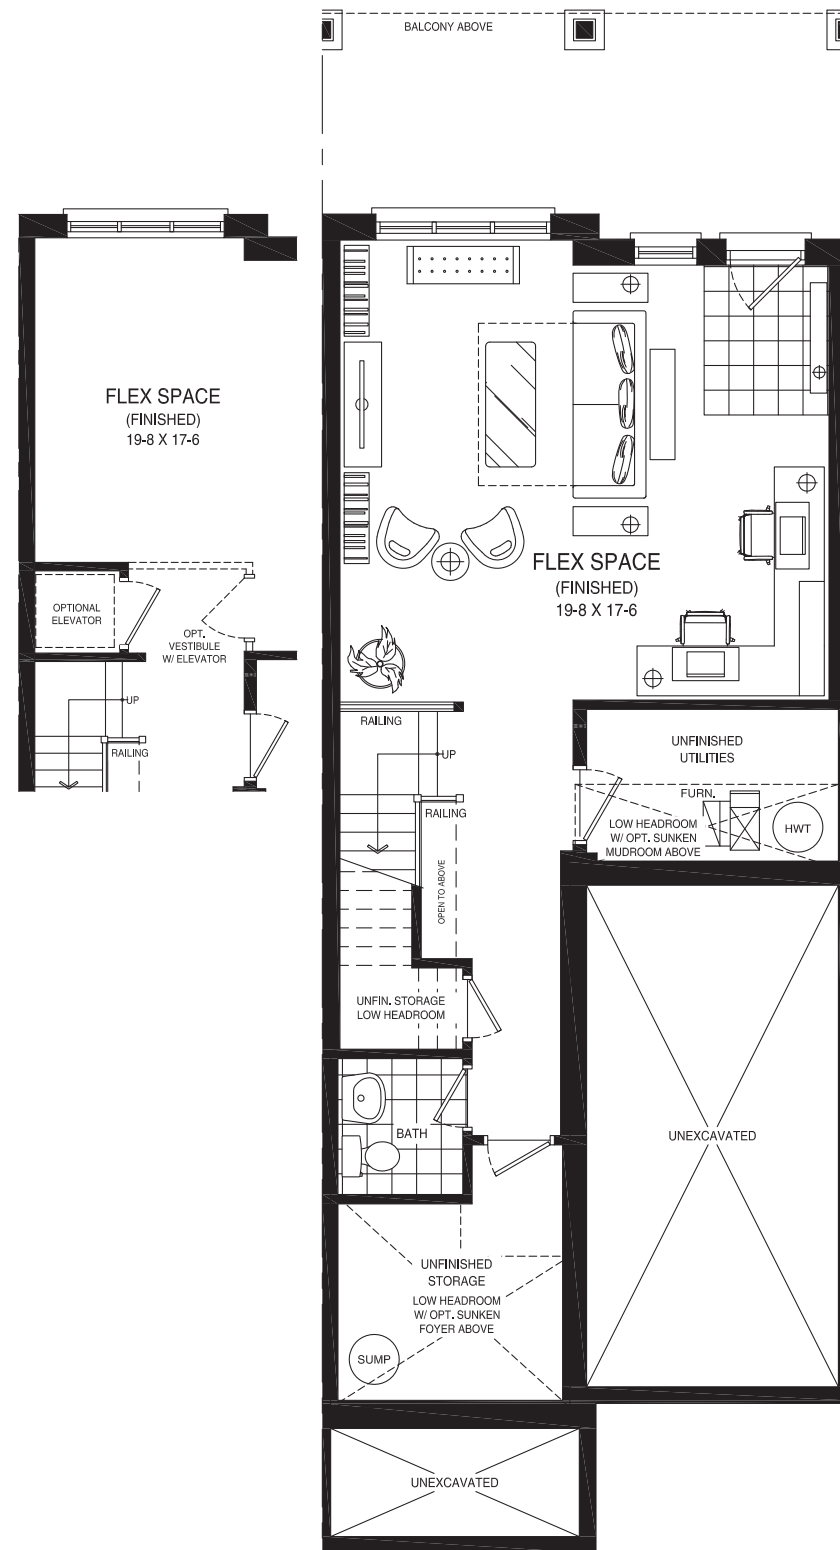 BALCONY ABOVE
FLEX SPACE
(FINISHED)
19-8 X 17-6
OPTIONAL
ELEVATOR
OPT.
VESTIBULE
W/ ELEVATOR
UP
RAILING
FLEX SPACE
(FINISHED)
19-8 X 17-6
RAILING
UP
RAILING
OPEN TO ABOVE
UNFINISHED
UTILITIES
FURN.
LOW HEADROOM
W/ OPT. SUNKEN
MUDROOM ABOVE
HWT
UNFIN. STORAGE
LOW HEADROOM
BATH
UNEXCAVATED
UNFINISHED
STORAGE
LOW HEADROOM
W/ OPT. SUNKEN
FOYER ABOVE
SUMP
UNEXCAVATED